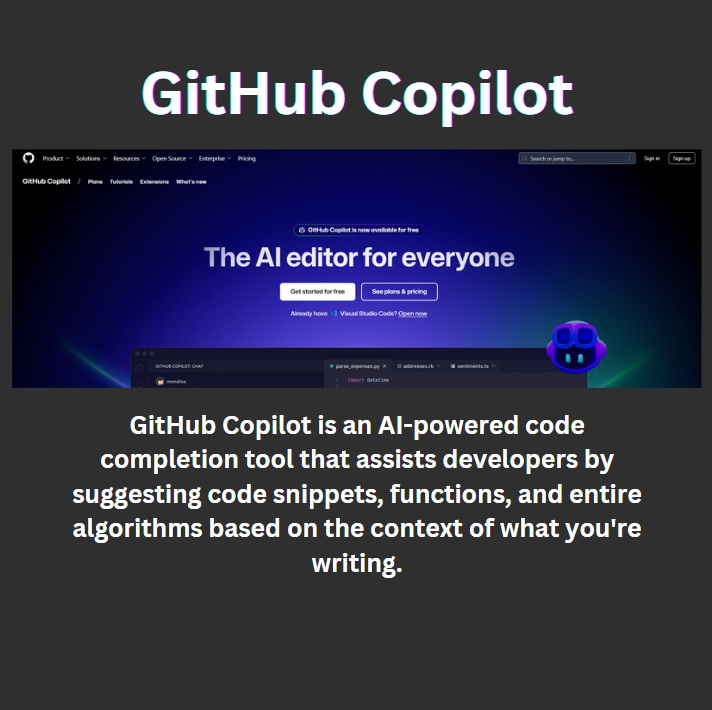 GitHub Copilot
Product Solutions Resources Open Source Enterprise Pricing Search or jump to... / Sign in Sign up
GitHub Copilot / Plans Tutorials Extensions What's new
GitHub Copilot is now available for free
The AI editor for everyone
Get started for free See plans & pricing
Already have Visual Studio Code? Open now
GITHUB COPILOT: CHAT parse_expenses.py × addresses.rb × sentiments.ts ×
monalisa 1 import datetime
GitHub Copilot is an AI-powered code
completion tool that assists developers by
suggesting code snippets, functions, and entire
algorithms based on the context of what you're
writing.